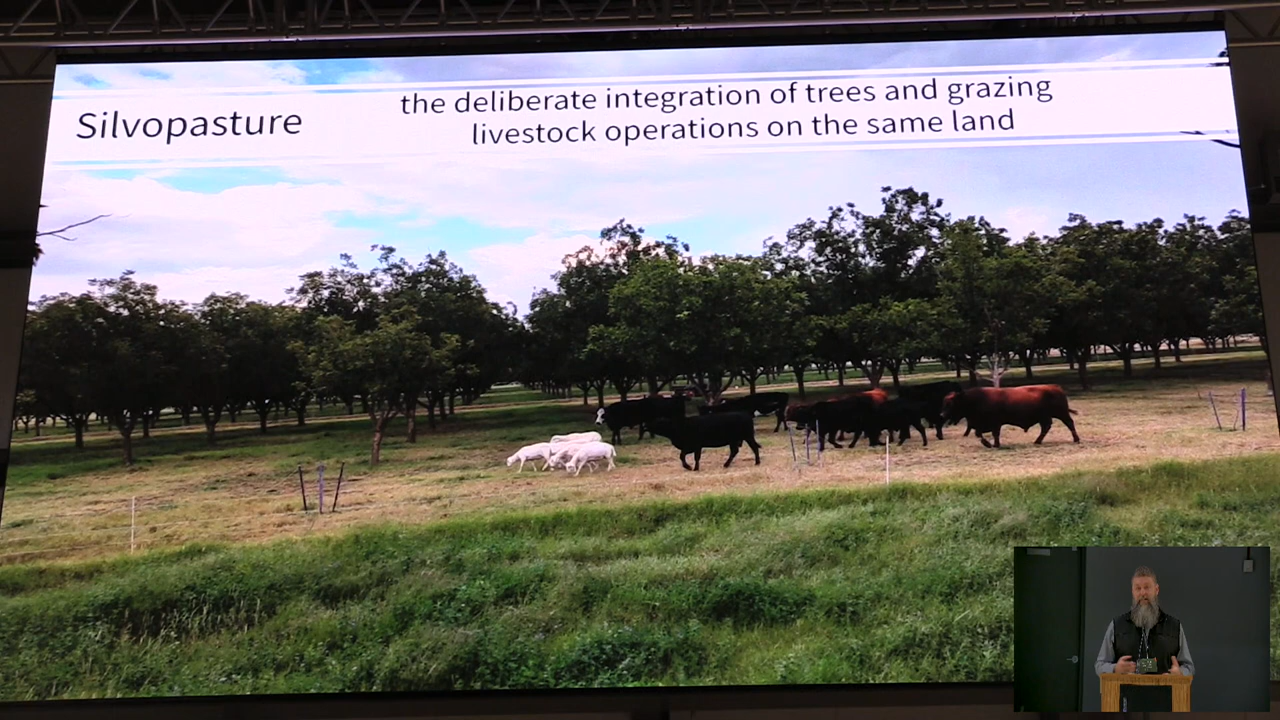 Silvopasture
the deliberate integration of trees and grazing
livestock operations on the same land